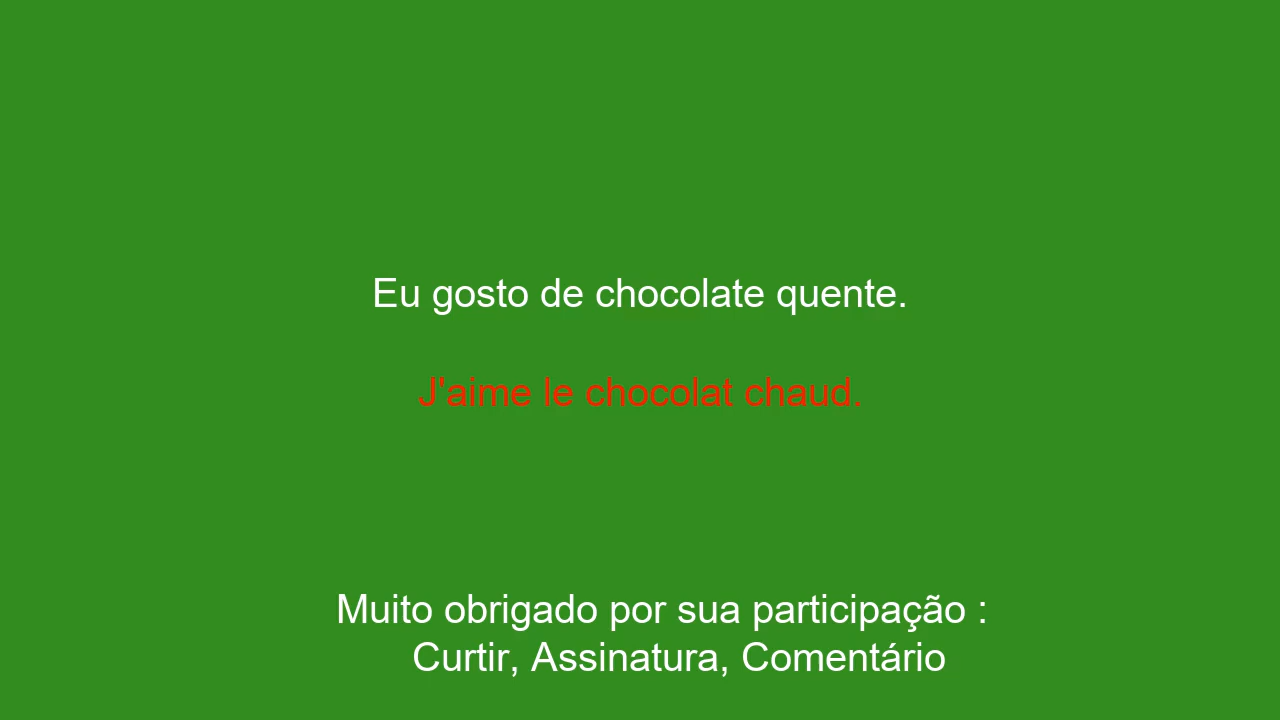 Eu gosto de chocolate quente.
J'aime le chocolat chaud.
Muito obrigado por sua participação :
Curtir, Assinatura, Comentário